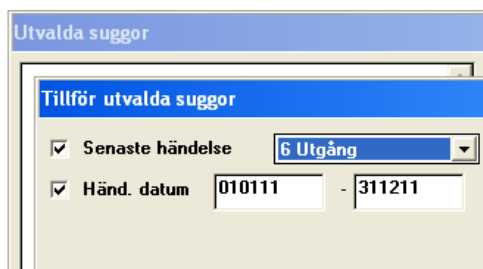 Utvalda suggor
Tillför utvalda suggor
Senaste händelse 6 Utgång
Händ. datum 010111 - 311211